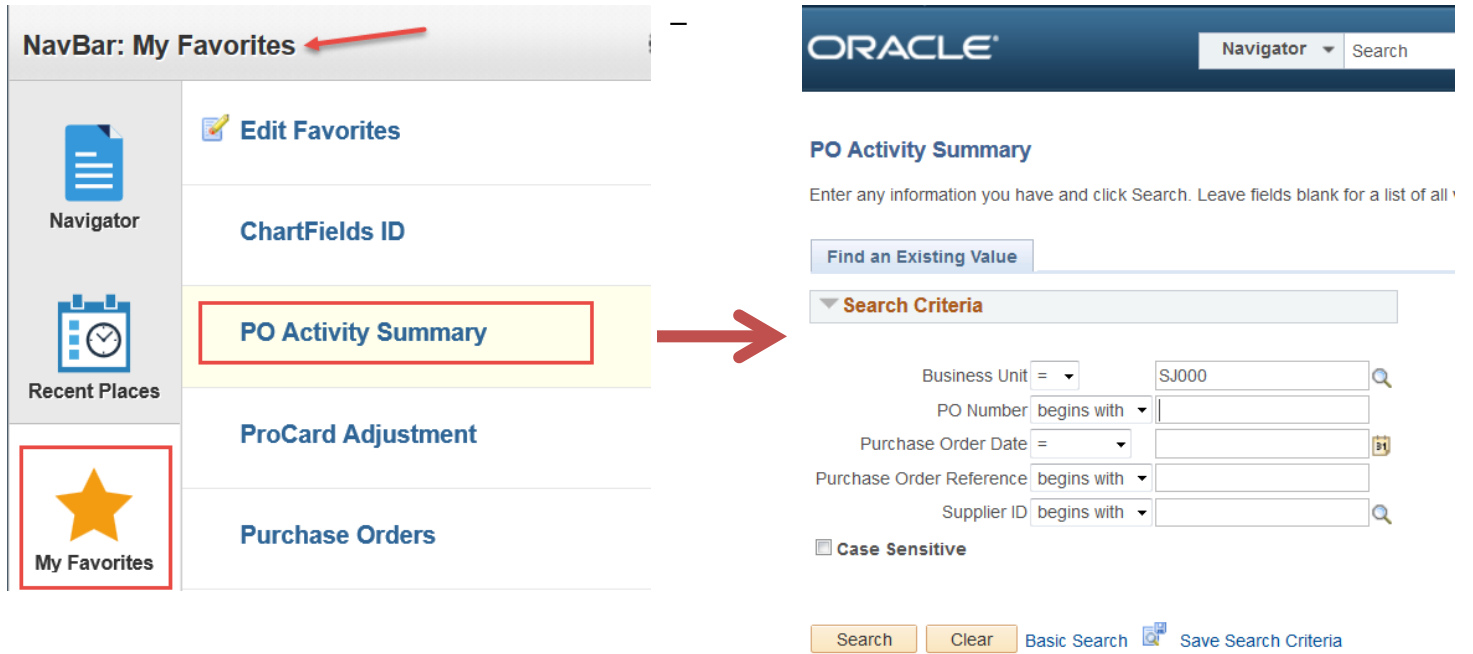 NavBar: My Favorites
Navigator
Recent Places
My Favorites
Edit Favorites
ChartFields ID
PO Activity Summary
ProCard Adjustment
Purchase Orders
–
ORACLE®
Navigator Search
PO Activity Summary
Enter any information you have and click Search. Leave fields blank for a list of all
Find an Existing Value
Search Criteria
Business Unit = SJ000
PO Number begins with
Purchase Order Date = 31
Purchase Order Reference begins with
Supplier ID begins with
Case Sensitive
Search Clear Basic Search Save Search Criteria